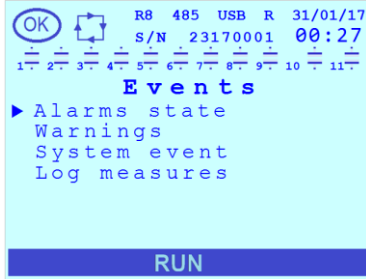 OK R8 485 USB R 31/01/17
S/N 23170001 00:27
1 2 3 4 5 6 7 8 9 10 11
Events
Alarms state
Warnings
System event
Log measures
RUN